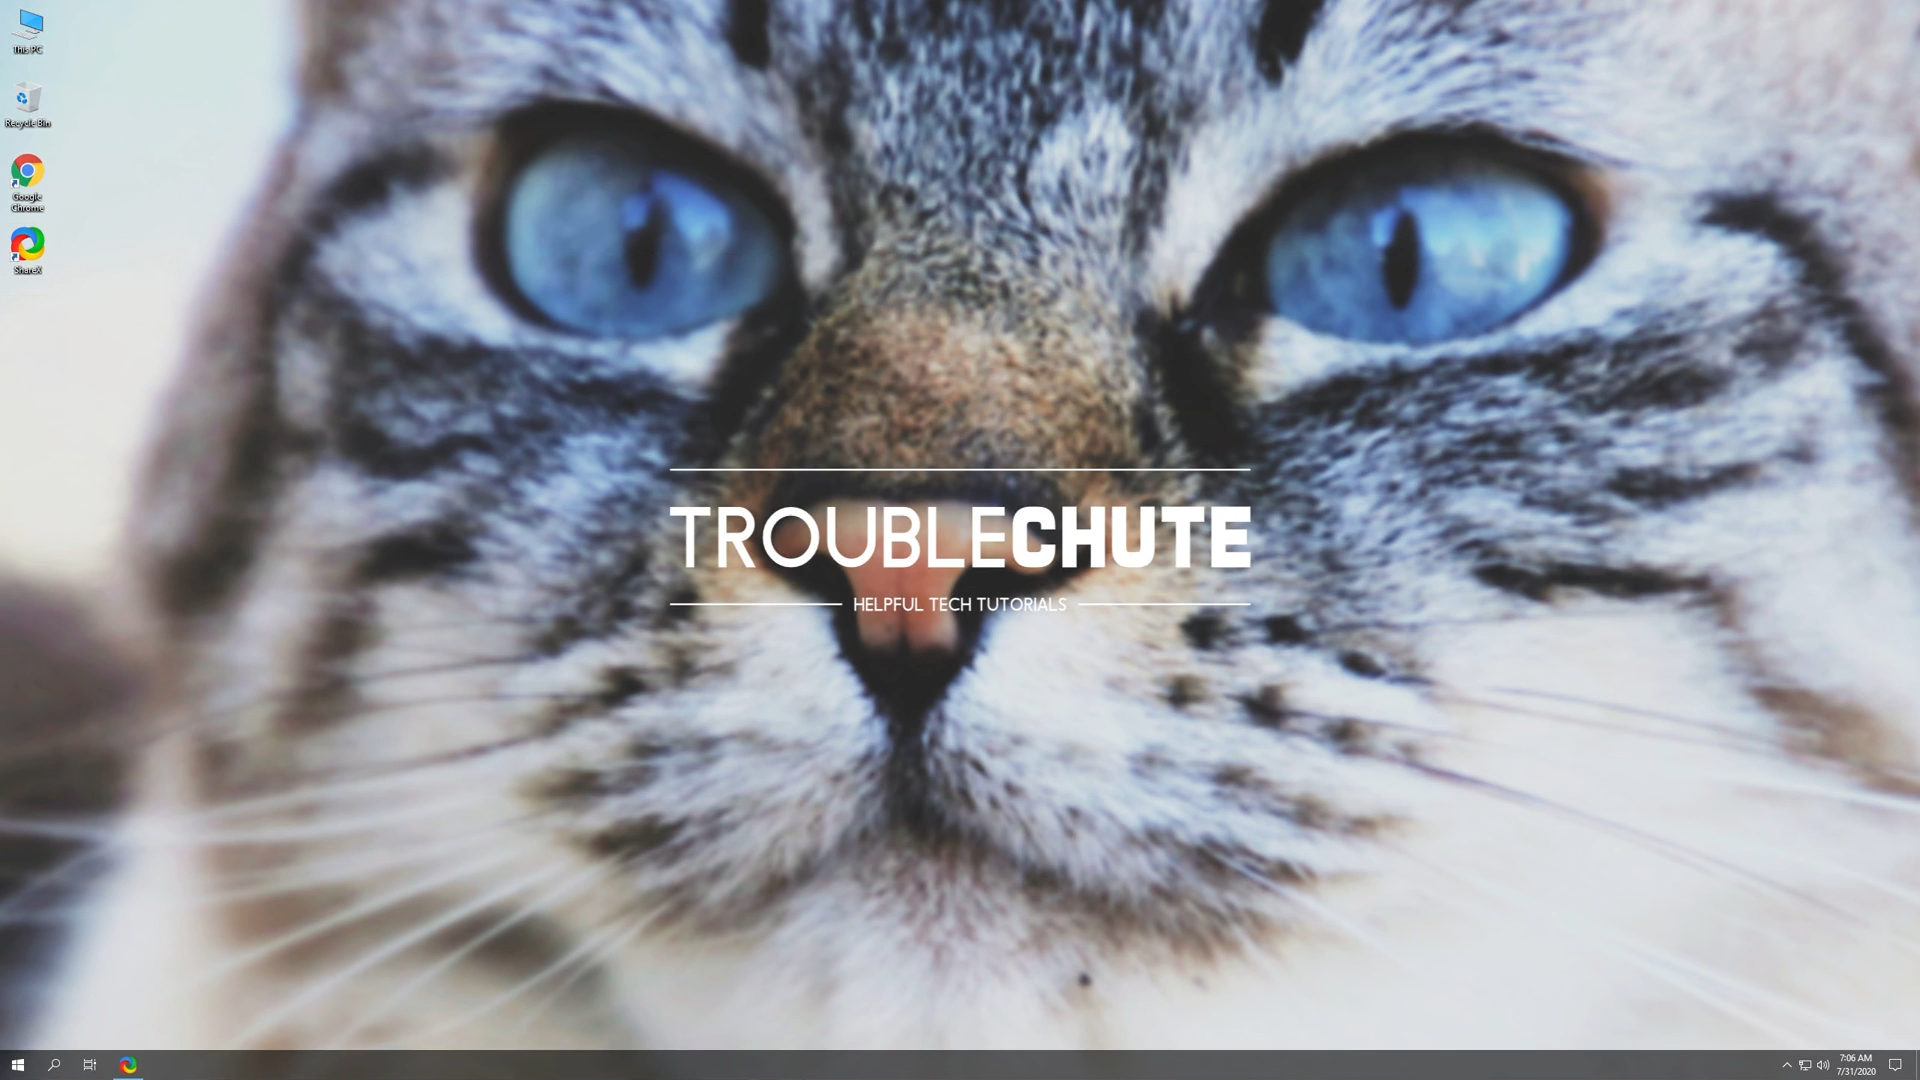 This PC
Recycle Bin
Google
Chrome
ShareX
TROUBLECHUTE
HELPFUL TECH TUTORIALS
7:06 AM
7/31/2020